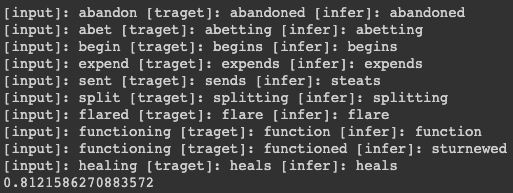 [input]: abandon [traget]: abandoned [infer]: abandoned
[input]: abet [traget]: abetting [infer]: abetting
[input]: begin [traget]: begins [infer]: begins
[input]: expend [traget]: expends [infer]: expends
[input]: sent [traget]: sends [infer]: steats
[input]: split [traget]: splitting [infer]: splitting
[input]: flared [traget]: flare [infer]: flare
[input]: functioning [traget]: function [infer]: function
[input]: functioning [traget]: functioned [infer]: sturnewed
[input]: healing [traget]: heals [infer]: heals
0.8121586270883572